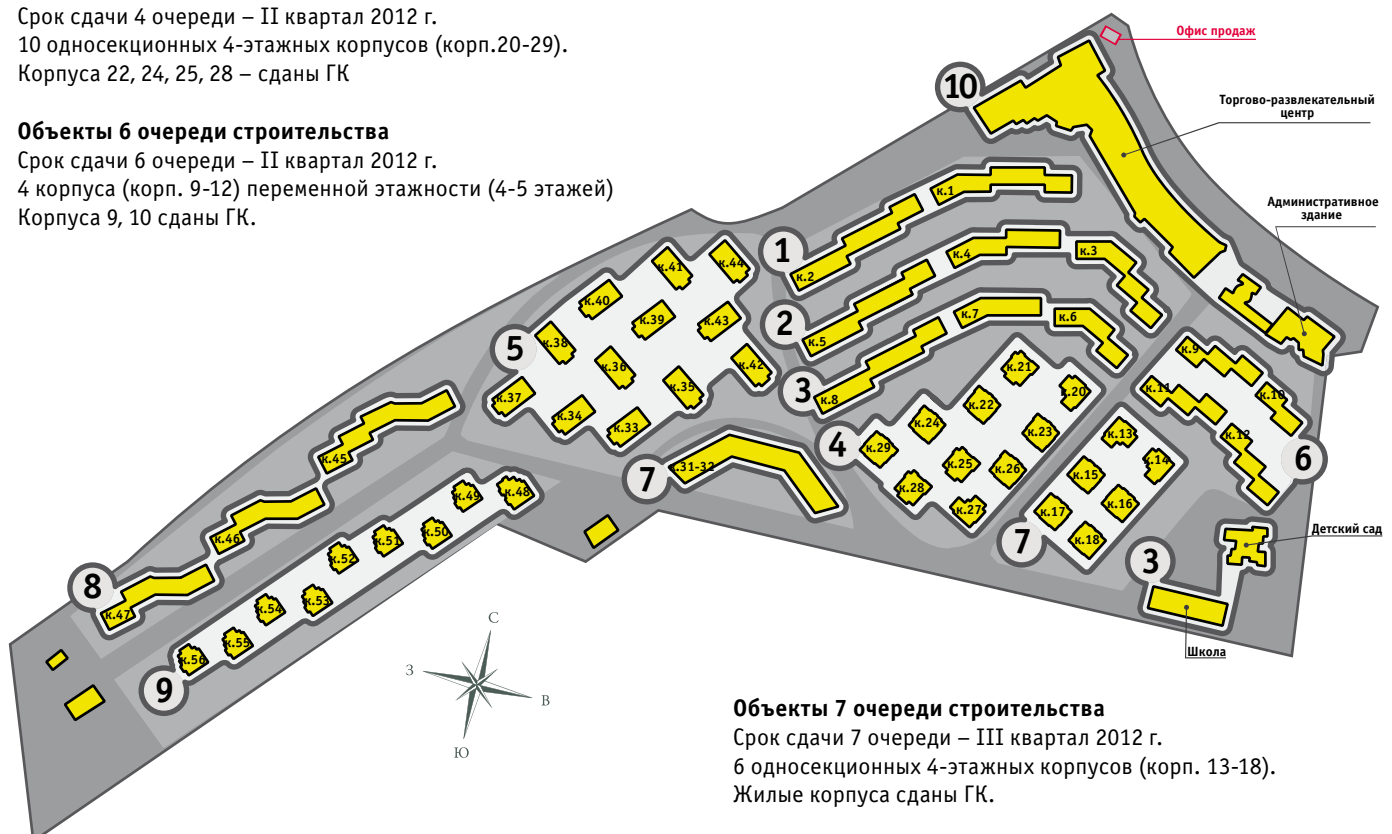 Срок сдачи 4 очереди – II квартал 2012 г.
10 односекционных 4-этажных корпусов (корп.20-29).
Корпуса 22, 24, 25, 28 – сданы ГК
Объекты 6 очереди строительства
Срок сдачи 6 очереди – II квартал 2012 г.
4 корпуса (корп. 9-12) переменной этажности (4-5 этажей)
Корпуса 9, 10 сданы ГК.
Офис продаж
10
Торгово-развлекательный
центр
Административное
здание
к.1
1
к.2
к.4
к.3
2
к.5
к.7
к.6
3
к.8
к.44
к.41
к.40
к.39
к.43
к.38
5
к.36
к.42
к.35
к.37
к.34
к.33
к.9
к.11
к.10
к.12
6
к.21
к.20
к.22
к.24
к.23
4
к.29
к.25
к.26
к.28
к.27
к.13
к.14
к.15
к.16
к.17
к.18
7
7
к.31-32
к.45
к.46
8
к.47
к.49
к.48
к.50
к.51
к.52
к.53
к.54
к.55
к.56
9
Детский сад
3
Школа
С
З
В
Ю
Объекты 7 очереди строительства
Срок сдачи 7 очереди – III квартал 2012 г.
6 односекционных 4-этажных корпусов (корп. 13-18).
Жилые корпуса сданы ГК.